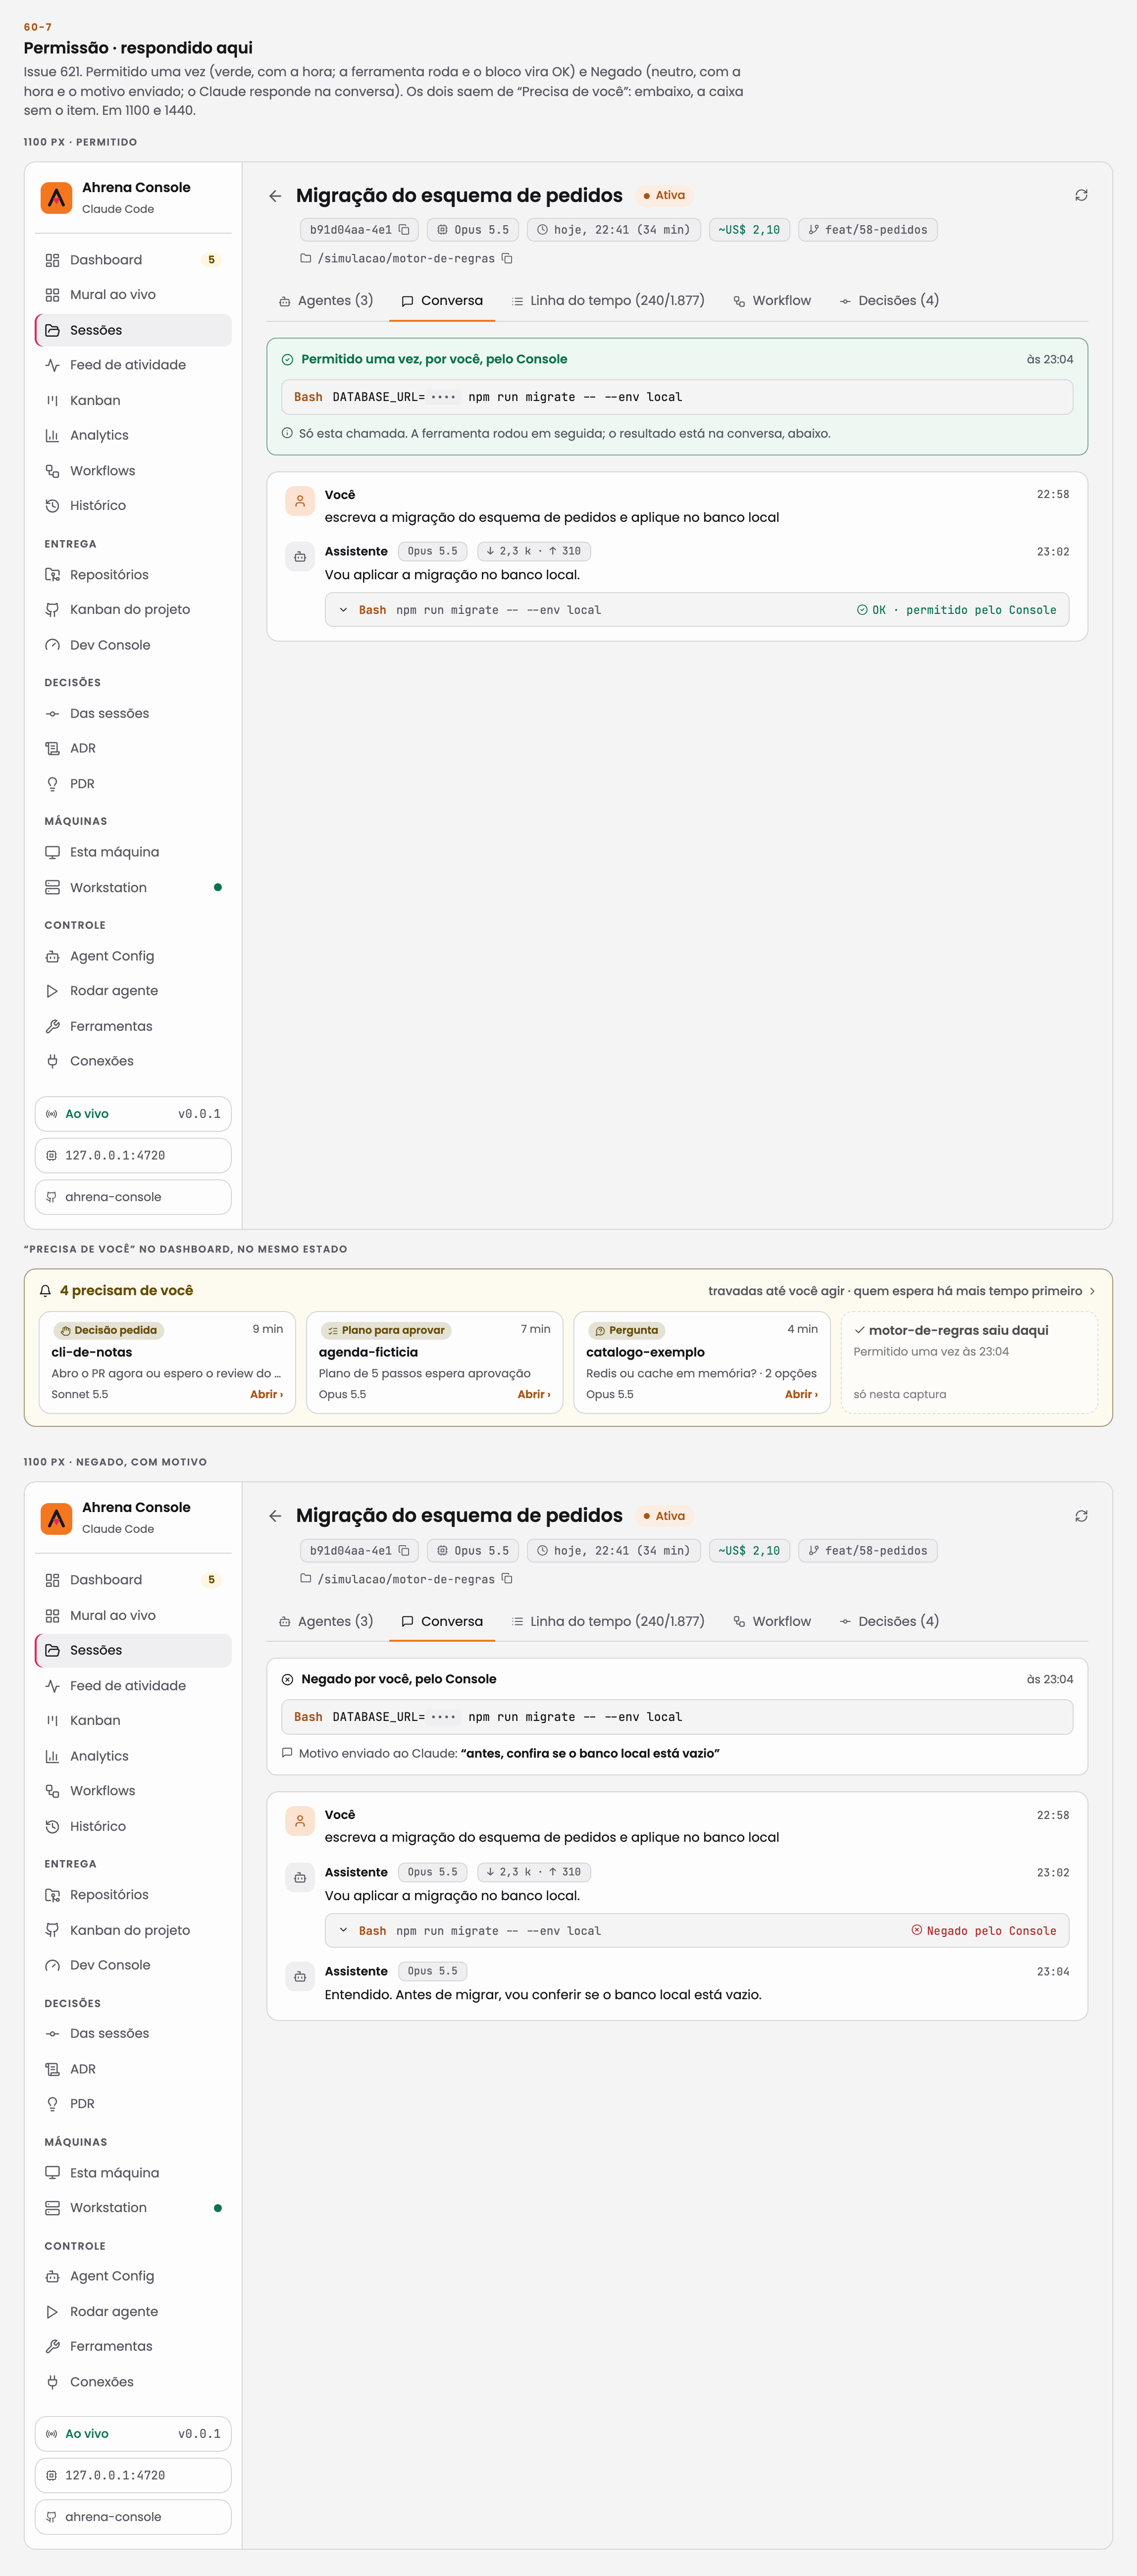 60-7
Permissão · respondido aqui
Issue 621. Permitido uma vez (verde, com a hora; a ferramenta roda e o bloco vira OK) e Negado (neutro, com a
hora e o motivo enviado; o Claude responde na conversa). Os dois saem de “Precisa de você”: embaixo, a caixa
sem o item. Em 1100 e 1440.
1100 PX · PERMITIDO
Ahrena Console
Claude Code
Dashboard 5
Mural ao vivo
Sessões
Feed de atividade
Kanban
Analytics
Workflows
Histórico
ENTREGA
Repositórios
Kanban do projeto
Dev Console
DECISÕES
Das sessões
ADR
PDR
MÁQUINAS
Esta máquina
Workstation
CONTROLE
Agent Config
Rodar agente
Ferramentas
Conexões
Ao vivo v0.0.1
127.0.0.1:4720
ahrena-console
Migração do esquema de pedidos Ativa
b91d04aa-4e1 Opus 5.5 hoje, 22:41 (34 min) ~US$ 2,10 feat/58-pedidos
/simulacao/motor-de-regras
Agentes (3) Conversa Linha do tempo (240/1.877) Workflow Decisões (4)
Permitido uma vez, por você, pelo Console às 23:04
Bash DATABASE_URL=···· npm run migrate -- --env local
Só esta chamada. A ferramenta rodou em seguida; o resultado está na conversa, abaixo.
Você 22:58
escreva a migração do esquema de pedidos e aplique no banco local
Assistente Opus 5.5 ↓ 2,3 k · ↑ 310 23:02
Vou aplicar a migração no banco local.
Bash npm run migrate -- --env local OK · permitido pelo Console
“PRECISA DE VOCÊ” NO DASHBOARD, NO MESMO ESTADO
4 precisam de você travadas até você agir · quem espera há mais tempo primeiro ›
Decisão pedida 9 min
cli-de-notas
Abro o PR agora ou espero o review do …
Sonnet 5.5 Abrir ›
Plano para aprovar 7 min
agenda-ficticia
Plano de 5 passos espera aprovação
Opus 5.5 Abrir ›
Pergunta 4 min
catalogo-exemplo
Redis ou cache em memória? · 2 opções
Opus 5.5 Abrir ›
motor-de-regras saiu daqui
Permitido uma vez às 23:04
só nesta captura
1100 PX · NEGADO, COM MOTIVO
Ahrena Console
Claude Code
Dashboard 5
Mural ao vivo
Sessões
Feed de atividade
Kanban
Analytics
Workflows
Histórico
ENTREGA
Repositórios
Kanban do projeto
Dev Console
DECISÕES
Das sessões
ADR
PDR
MÁQUINAS
Esta máquina
Workstation
CONTROLE
Agent Config
Rodar agente
Ferramentas
Conexões
Ao vivo v0.0.1
127.0.0.1:4720
ahrena-console
Migração do esquema de pedidos Ativa
b91d04aa-4e1 Opus 5.5 hoje, 22:41 (34 min) ~US$ 2,10 feat/58-pedidos
/simulacao/motor-de-regras
Agentes (3) Conversa Linha do tempo (240/1.877) Workflow Decisões (4)
Negado por você, pelo Console às 23:04
Bash DATABASE_URL=···· npm run migrate -- --env local
Motivo enviado ao Claude: “antes, confira se o banco local está vazio”
Você 22:58
escreva a migração do esquema de pedidos e aplique no banco local
Assistente Opus 5.5 ↓ 2,3 k · ↑ 310 23:02
Vou aplicar a migração no banco local.
Bash npm run migrate -- --env local Negado pelo Console
Assistente Opus 5.5 23:04
Entendido. Antes de migrar, vou conferir se o banco local está vazio.